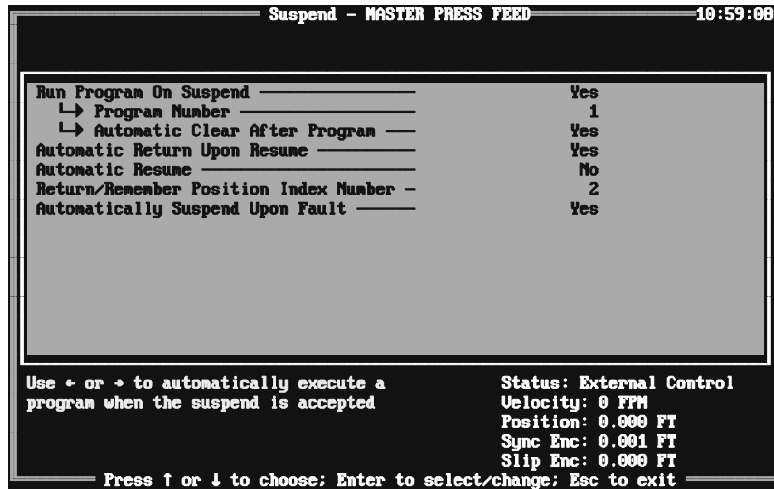 Suspend - MASTER PRESS FEED 10:59:08
Run Program On Suspend Yes
Program Number 1
Automatic Clear After Program Yes
Automatic Return Upon Resume Yes
Automatic Resume No
Return/Remember Position Index Number 2
Automatically Suspend Upon Fault Yes
Use ← or → to automatically execute a
program when the suspend is accepted
Status: External Control
Velocity: 0 FPM
Position: 0.000 FT
Sync Enc: 0.001 FT
Slip Enc: 0.000 FT
Press ↑ or ↓ to choose; Enter to select/change; Esc to exit